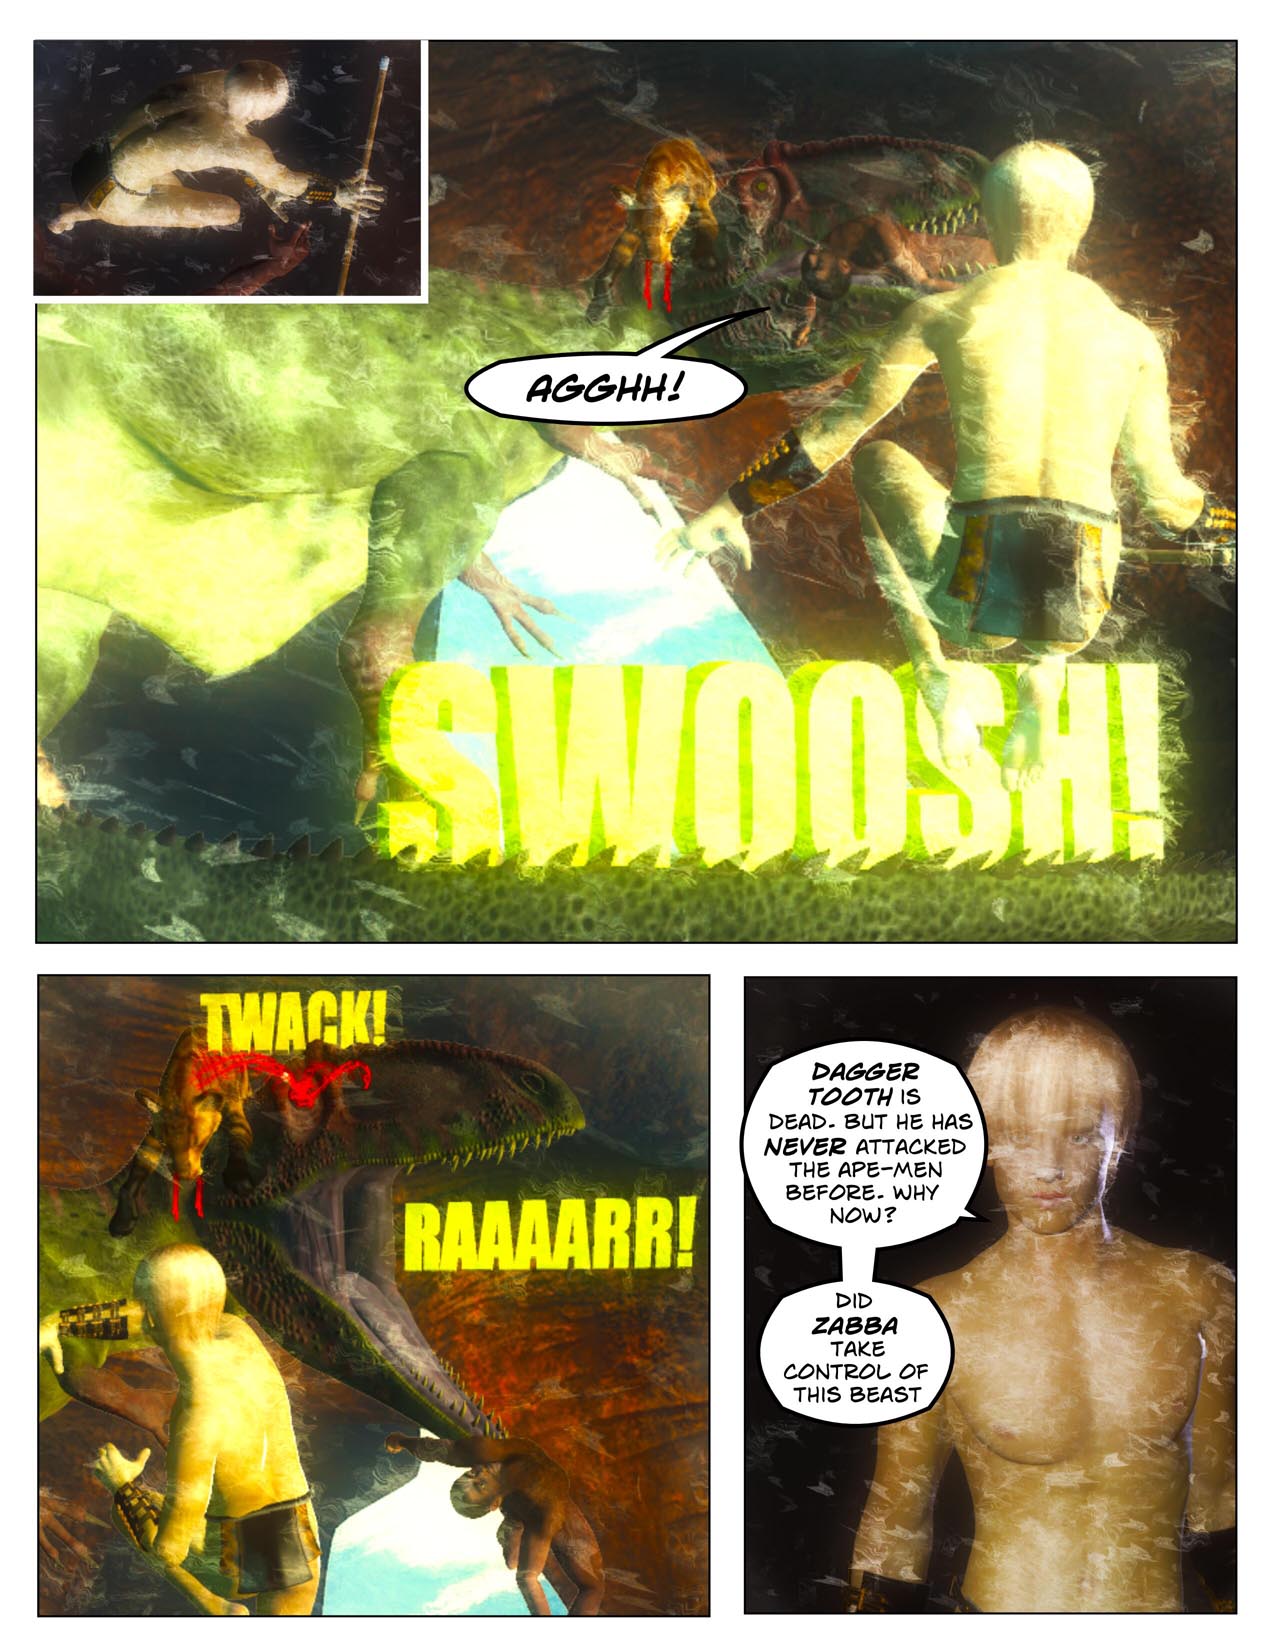 AGGHH!
SWOOSH!
TWACK!
RAAAARR!
DAGGER
TOOTH IS
DEAD. BUT HE HAS
NEVER ATTACKED
THE APE-MEN
BEFORE. WHY
NOW?
DID
ZABBA
TAKE
CONTROL OF
THIS BEAST